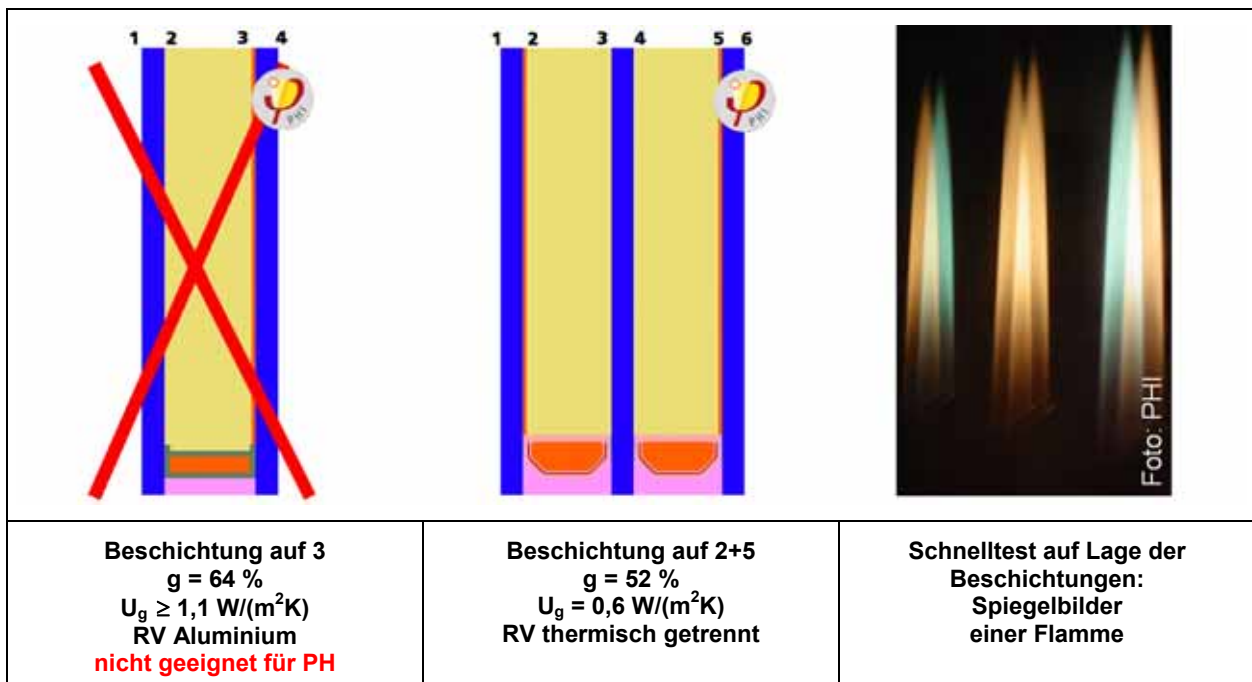 1 2 3 4
PHI
1 2 3 4 5 6
PHI
Foto: PHI
Beschichtung auf 3
g = 64 %
U_g ≥ 1,1 W/(m²K)
RV Aluminium
nicht geeignet für PH
Beschichtung auf 2+5
g = 52 %
U_g = 0,6 W/(m²K)
RV thermisch getrennt
Schnelltest auf Lage der
Beschichtungen:
Spiegelbilder
einer Flamme